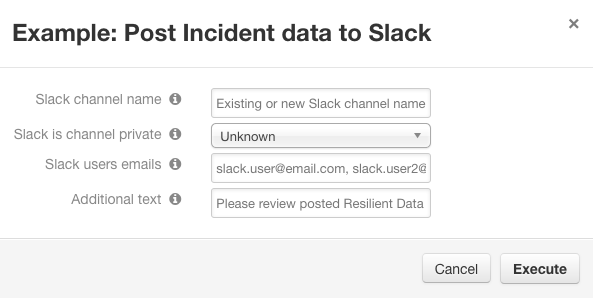 Example: Post Incident data to Slack ×
Slack channel name Existing or new Slack channel name
Slack is channel private Unknown
Slack users emails slack.user@email.com, slack.user2@
Additional text Please review posted Resilient Data
Cancel Execute